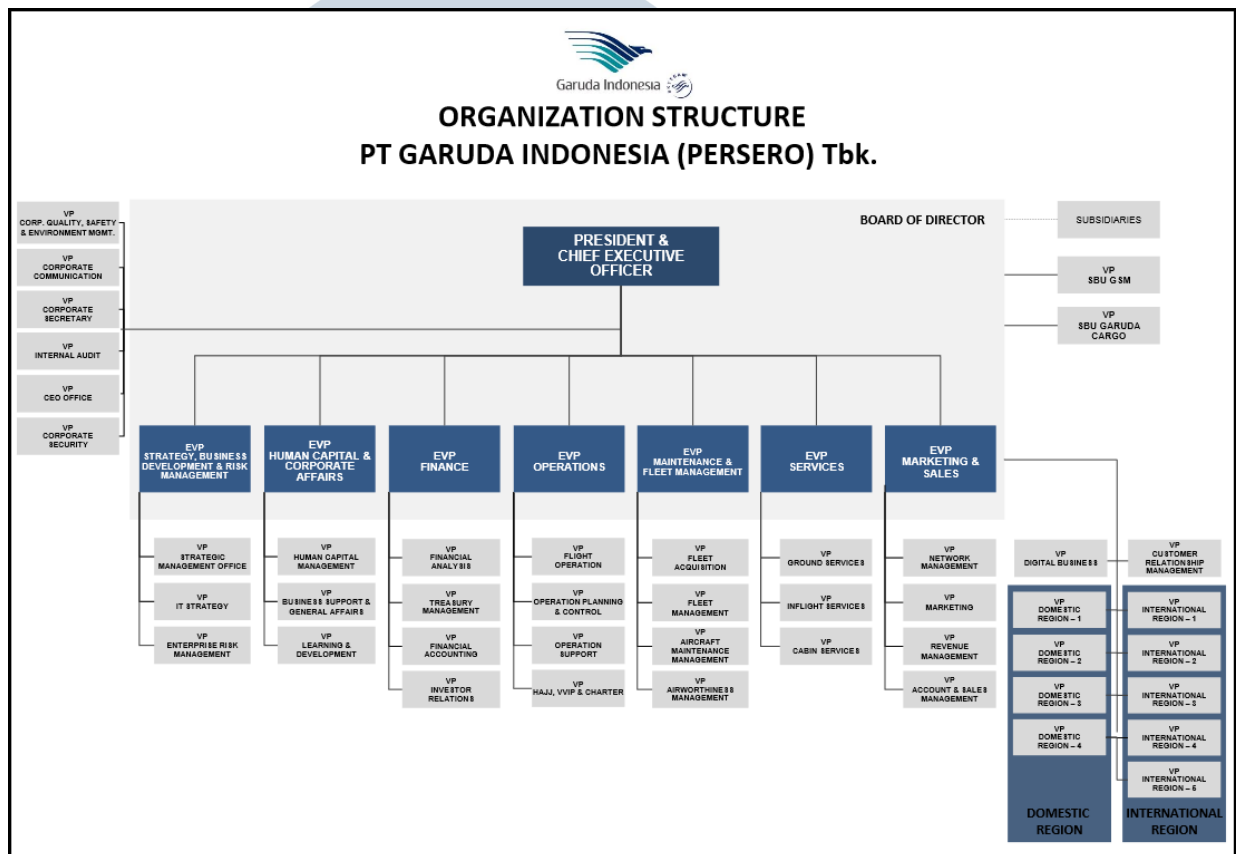 Garuda Indonesia
SKYTEAM
ORGANIZATION STRUCTURE
PT GARUDA INDONESIA (PERSERO) Tbk.
BOARD OF DIRECTOR
PRESIDENT &
CHIEF EXECUTIVE
OFFICER
VP
CORP. QUALITY, SAFETY
& ENVIRONMENT MGMT.
VP
CORPORATE
COMMUNICATION
VP
CORPORATE
SECRETARY
VP
INTERNAL AUDIT
VP
CEO OFFICE
VP
CORPORATE
SECURITY
SUBSIDIARIES
VP
SBU GSM
VP
SBU GARUDA
CARGO
EVP
STRATEGY, BUSINESS
DEVELOPMENT & RISK
MANAGEMENT
VP
STRATEGIC
MANAGEMENT OFFICE
VP
IT STRATEGY
VP
ENTERPRISE RISK
MANAGEMENT
EVP
HUMAN CAPITAL &
CORPORATE
AFFAIRS
VP
HUMAN CAPITAL
MANAGEMENT
VP
BUSINESS SUPPORT &
GENERAL AFFAIRS
VP
LEARNING &
DEVELOPMENT
EVP
FINANCE
VP
FINANCIAL
ANALYSIS
VP
TREASURY
MANAGEMENT
VP
FINANCIAL
ACCOUNTING
VP
INVESTOR
RELATIONS
EVP
OPERATIONS
VP
FLIGHT
OPERATION
VP
OPERATION PLANNING
& CONTROL
VP
OPERATION
SUPPORT
VP
HAJJ, VVIP & CHARTER
EVP
MAINTENANCE &
FLEET MANAGEMENT
VP
FLEET
ACQUISITION
VP
FLEET
MANAGEMENT
VP
AIRCRAFT
MAINTENANCE
MANAGEMENT
VP
AIRWORTHINESS
MANAGEMENT
EVP
SERVICES
VP
GROUND SERVICES
VP
INFLIGHT SERVICES
VP
CABIN SERVICES
EVP
MARKETING &
SALES
VP
NETWORK
MANAGEMENT
VP
MARKETING
VP
REVENUE
MANAGEMENT
VP
ACCOUNT & SALES
MANAGEMENT
VP
DIGITAL BUSINESS
VP
CUSTOMER
RELATIONSHIP
MANAGEMENT
VP
DOMESTIC
REGION – 1
VP
DOMESTIC
REGION – 2
VP
DOMESTIC
REGION – 3
VP
DOMESTIC
REGION – 4
DOMESTIC
REGION
VP
INTERNATIONAL
REGION – 1
VP
INTERNATIONAL
REGION – 2
VP
INTERNATIONAL
REGION – 3
VP
INTERNATIONAL
REGION – 4
VP
INTERNATIONAL
REGION – 5
INTERNATIONAL
REGION